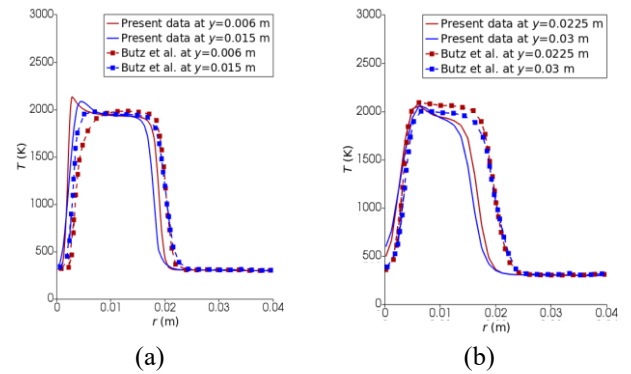 3000
2500
2000
1500
1000
500
0
T (K)
Present data at y=0.006 m
Present data at y=0.015 m
Butz et al. at y=0.006 m
Butz et al. at y=0.015 m
0 0.01 0.02 0.03 0.04
r (m)
(a)
3000
2500
2000
1500
1000
500
0
T (K)
Present data at y=0.0225 m
Present data at y=0.03 m
Butz et al. at y=0.0225 m
Butz et al. at y=0.03 m
0 0.01 0.02 0.03 0.04
r (m)
(b)